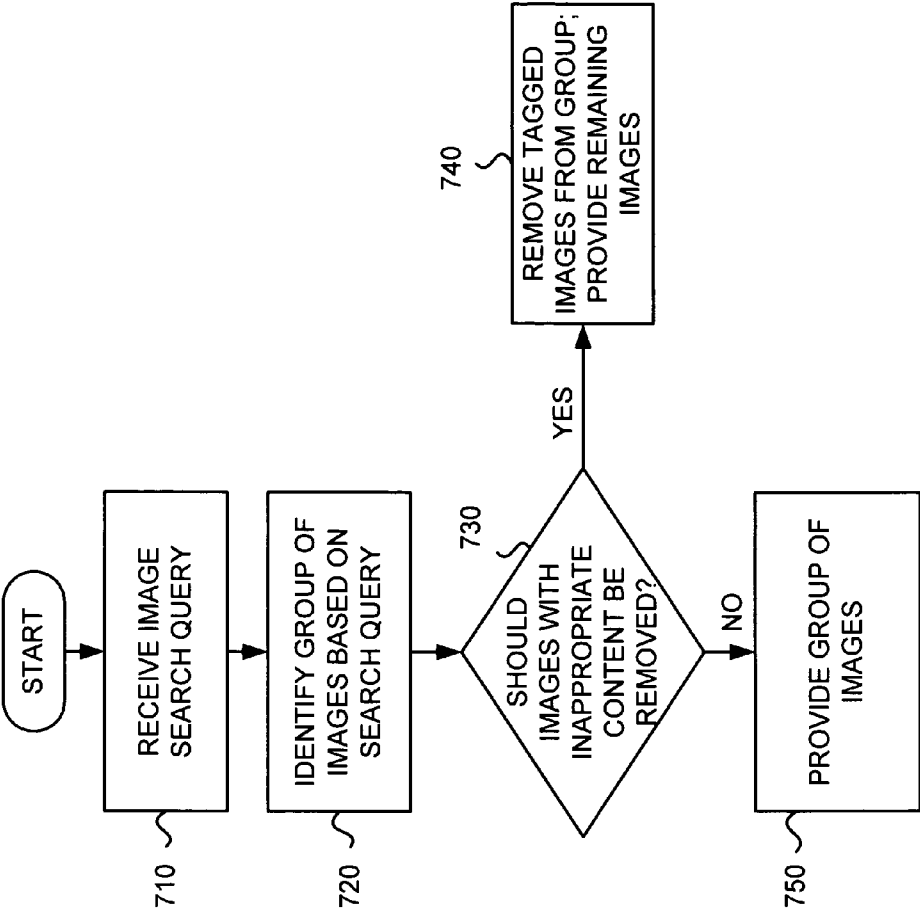 START
RECEIVE IMAGE
SEARCH QUERY
710
IDENTIFY GROUP OF
IMAGES BASED ON
SEARCH QUERY
720
SHOULD
IMAGES WITH
INAPPROPRIATE
CONTENT BE
REMOVED?
730
YES
REMOVE TAGGED
IMAGES FROM GROUP;
PROVIDE REMAINING
IMAGES
740
NO
PROVIDE GROUP OF
IMAGES
750